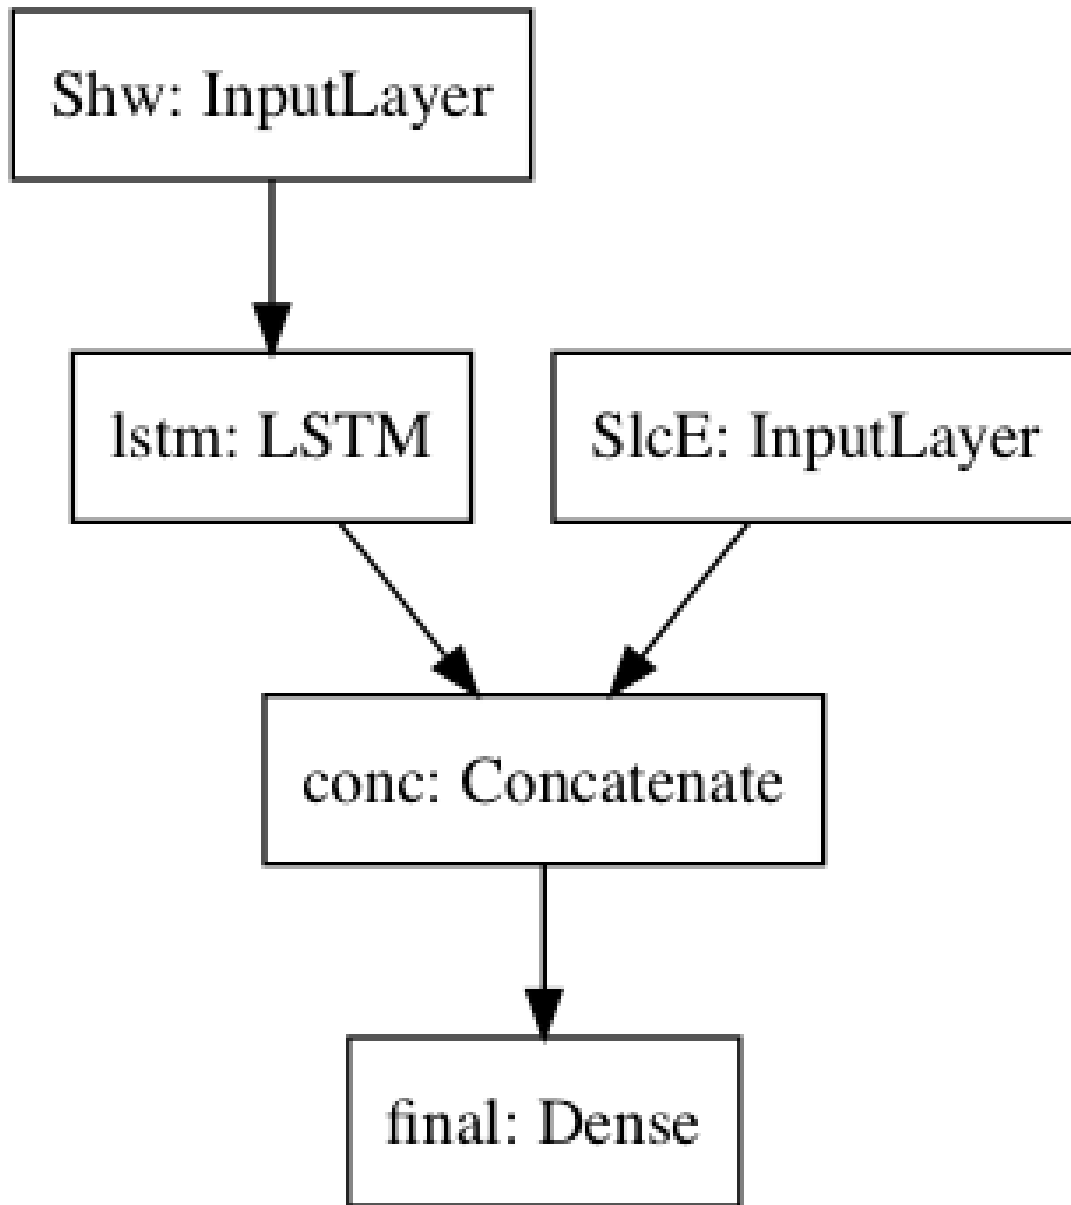 Shw: InputLayer
lstm: LSTM
SlcE: InputLayer
conc: Concatenate
final: Dense